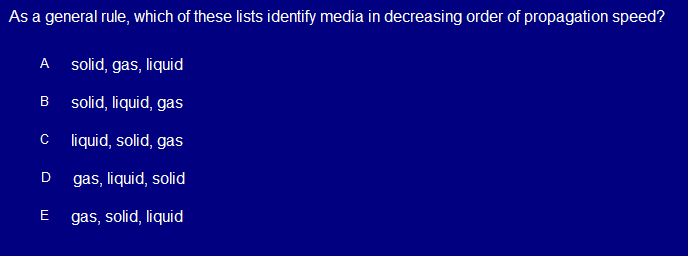 As a general rule, which of these lists identify media in decreasing order of propagation speed?
A solid, gas, liquid
B solid, liquid, gas
C liquid, solid, gas
D gas, liquid, solid
E gas, solid, liquid